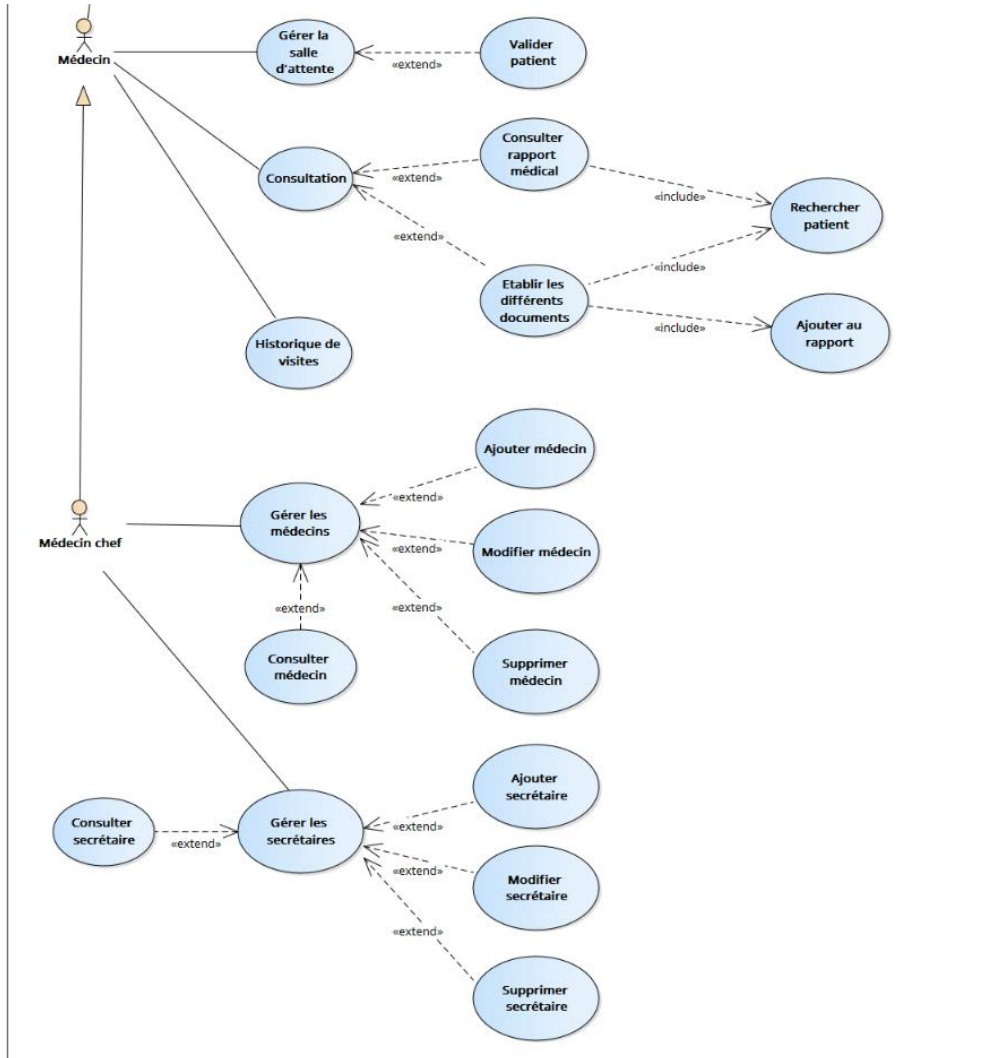 Médecin
Gérer la
salle
d'attente
«extend»
Valider
patient
Consultation
«extend»
Consulter
rapport
médical
«include»
Rechercher
patient
«extend»
«include»
Etablir les
différents
documents
«include»
Ajouter au
rapport
Historique de
visites
Médecin chef
Gérer les
médecins
«extend»
Ajouter médecin
«extend»
Modifier médecin
«extend»
«extend»
Consulter
médecin
Supprimer
médecin
Consulter
secrétaire
«extend»
Gérer les
secrétaires
«extend»
Ajouter
secrétaire
«extend»
Modifier
secrétaire
«extend»
Supprimer
secrétaire